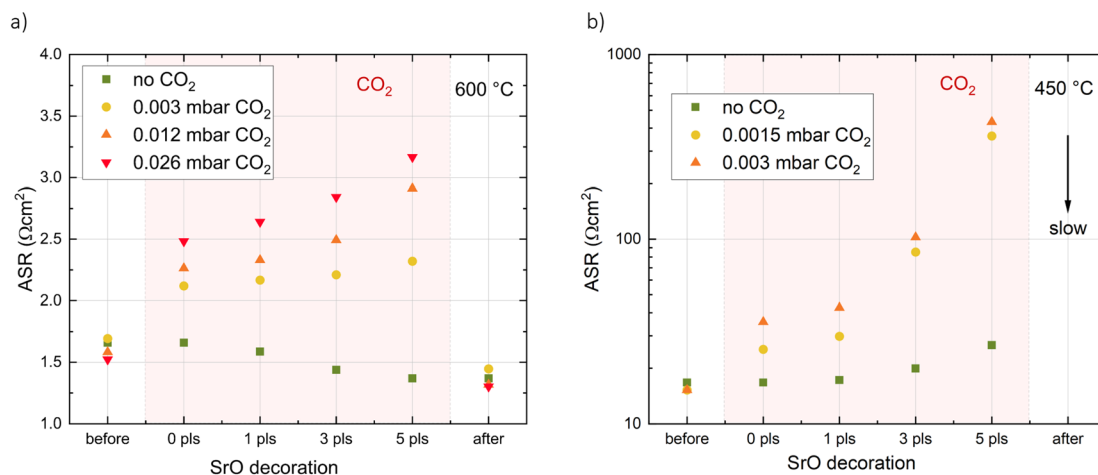 a)
ASR (Ωcm²)
4.0
3.5
3.0
2.5
2.0
1.5
1.0
no CO₂
0.003 mbar CO₂
0.012 mbar CO₂
0.026 mbar CO₂
CO₂
600 °C
before
0 pls
1 pls
3 pls
5 pls
after
SrO decoration
b)
ASR (Ωcm²)
1000
100
10
no CO₂
0.0015 mbar CO₂
0.003 mbar CO₂
CO₂
450 °C
slow
before
0 pls
1 pls
3 pls
5 pls
after
SrO decoration